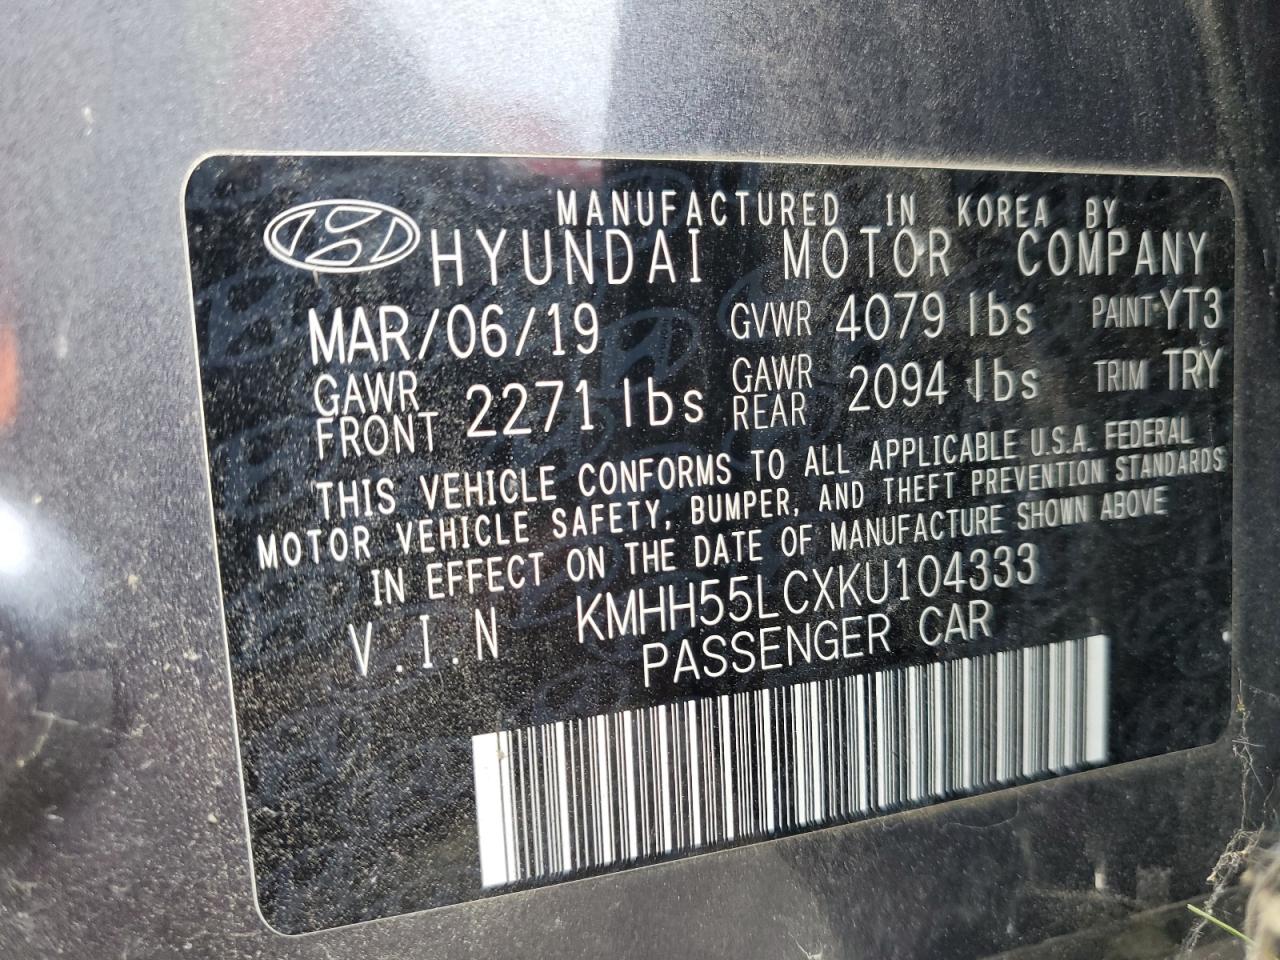 MANUFACTURED IN KOREA BY
HYUNDAI MOTOR COMPANY
MAR/06/19 GVWR 4079 lbs PAINT YT3
GAWR FRONT 2271 lbs GAWR REAR 2094 lbs TRIM TRY
THIS VEHICLE CONFORMS TO ALL APPLICABLE U.S.A. FEDERAL
MOTOR VEHICLE SAFETY, BUMPER, AND THEFT PREVENTION STANDARDS
IN EFFECT ON THE DATE OF MANUFACTURE SHOWN ABOVE
V.I.N KMHH55LCXKU104333
PASSENGER CAR